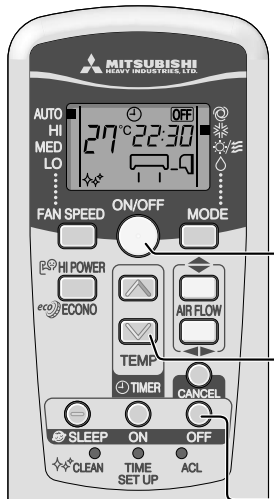 MITSUBISHI
HEAVY INDUSTRIES, LTD.
AUTO
HI
MED
LO
OFF
27°C 22:30
FAN SPEED
ON/OFF
MODE
HI POWER
eco ECONO
AIR FLOW
TEMP
TIMER
CANCEL
SLEEP
ON
OFF
CLEAN
TIME
SET UP
ACL